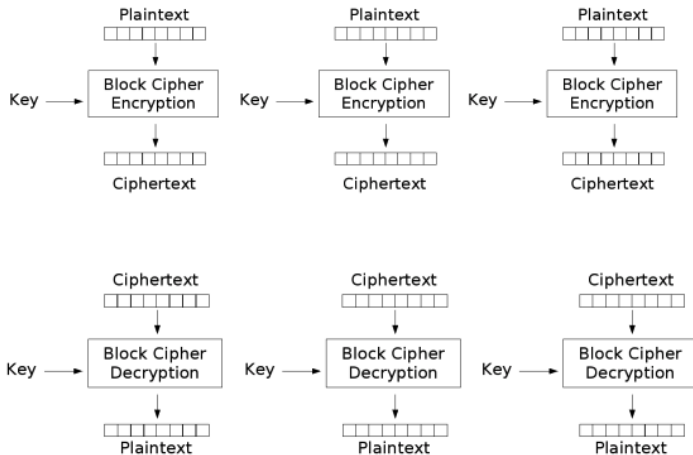 Plaintext Plaintext Plaintext
Key Block Cipher Encryption Key Block Cipher Encryption Key Block Cipher Encryption
Ciphertext Ciphertext Ciphertext
Ciphertext Ciphertext Ciphertext
Key Block Cipher Decryption Key Block Cipher Decryption Key Block Cipher Decryption
Plaintext Plaintext Plaintext